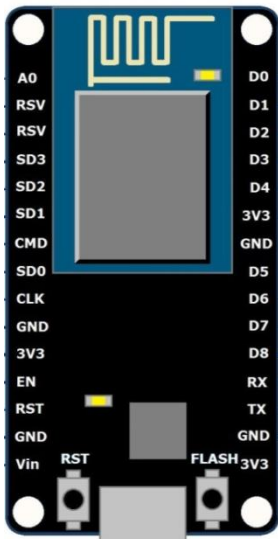 A0 D0
RSV D1
RSV D2
SD3 D3
SD2 D4
SD1 3V3
CMD GND
SD0 D5
CLK D6
GND D7
3V3 D8
EN RX
RST TX
GND GND
Vin RST FLASH 3V3